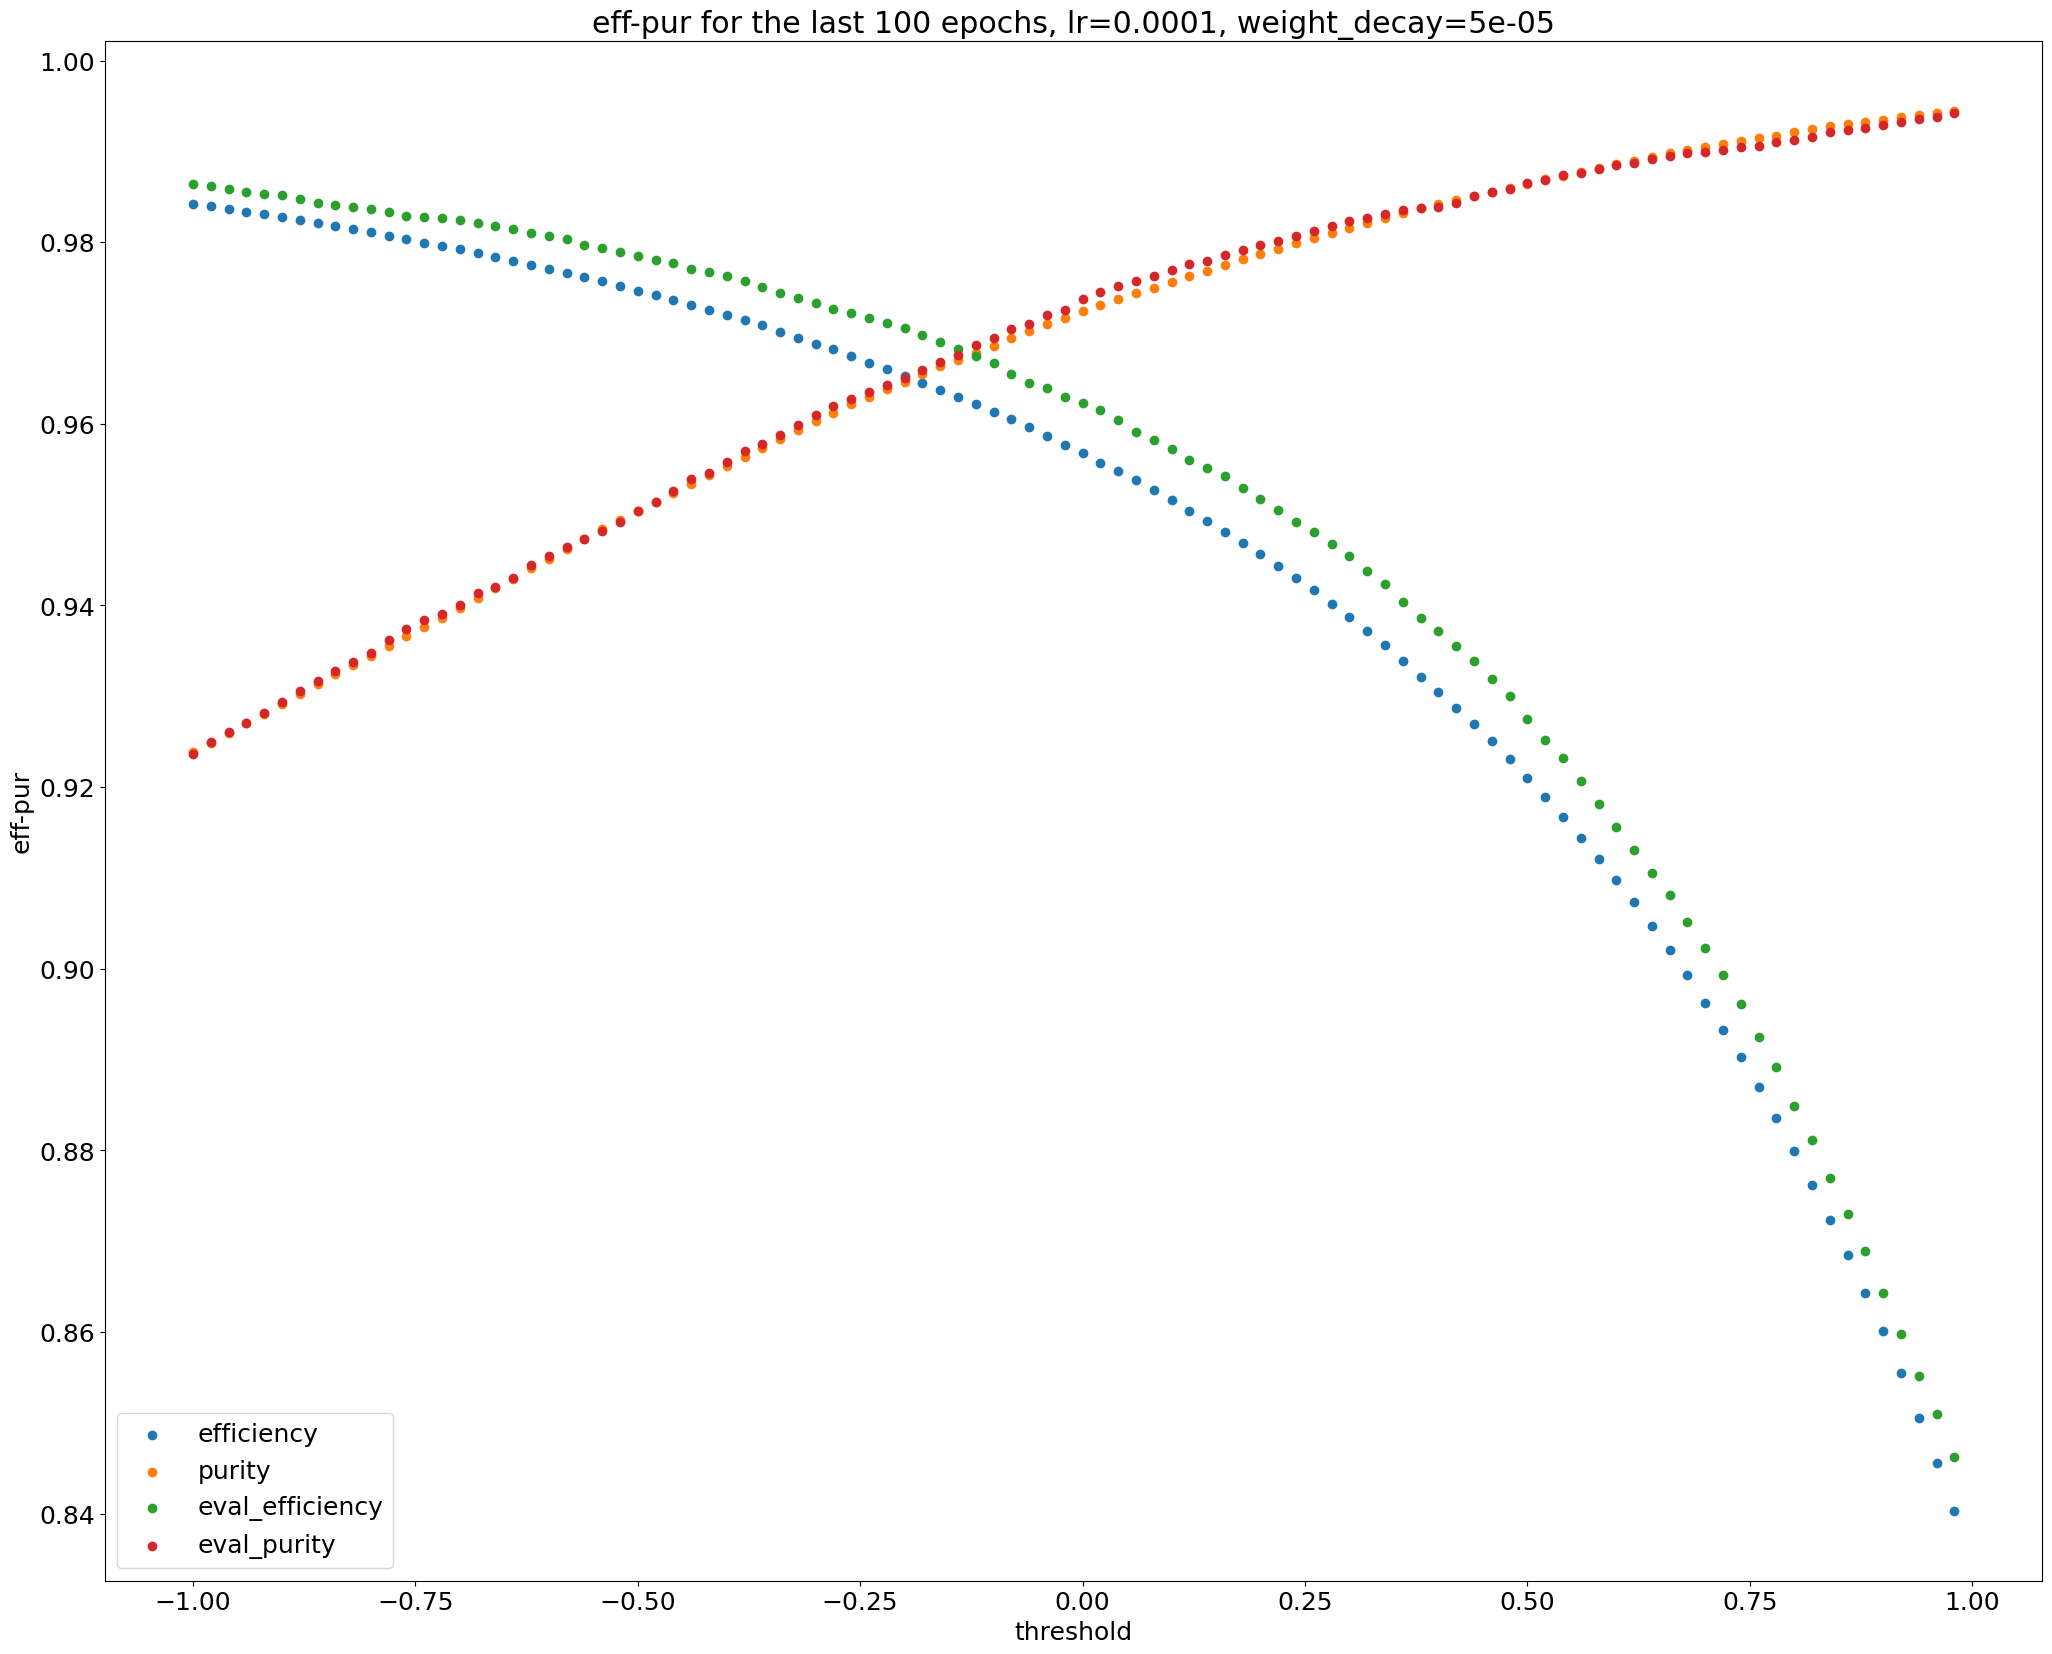 eff-pur for the last 100 epochs, lr=0.0001, weight_decay=5e-05
1.00
0.98
0.96
0.94
0.92
0.90
0.88
0.86
0.84
eff-pur
efficiency
purity
eval_efficiency
eval_purity
−1.00 −0.75 −0.50 −0.25 0.00 0.25 0.50 0.75 1.00
threshold